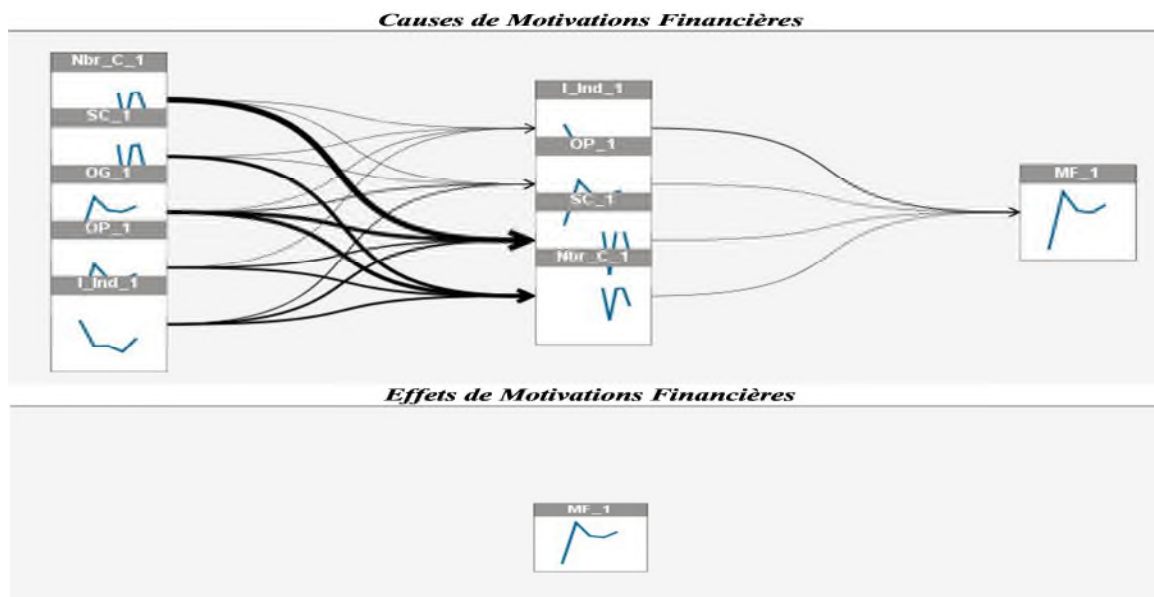 Causes de Motivations Financières
Nbr_C_1
SC_1
OG_1
OP_1
I_Ind_1
I_Ind_1
OP_1
SC_1
Nbr_C_1
MF_1
Effets de Motivations Financières
MF_1